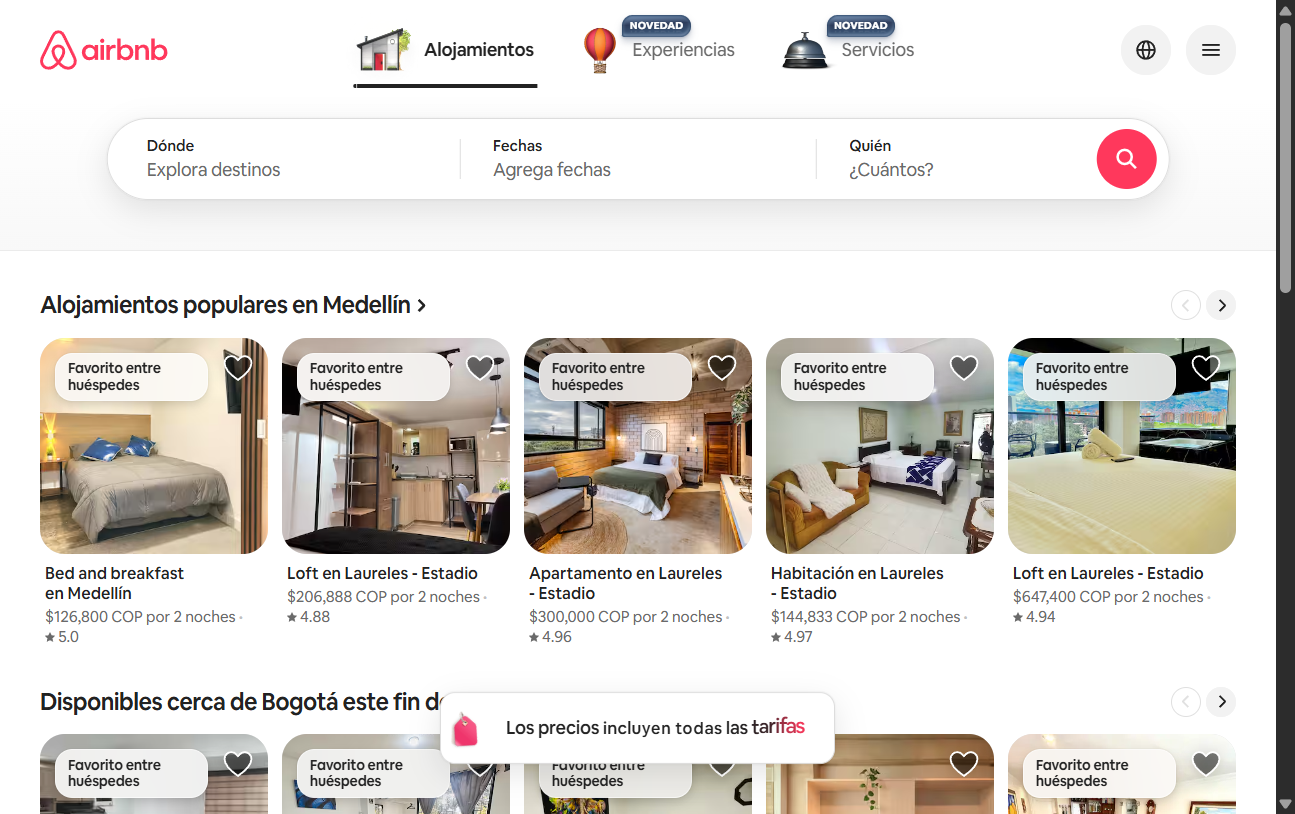 airbnb
Alojamientos
NOVEDAD
Experiencias
NOVEDAD
Servicios
Dónde
Explora destinos
Fechas
Agrega fechas
Quién
¿Cuántos?
Alojamientos populares en Medellín
Favorito entre
huéspedes
Favorito entre
huéspedes
Favorito entre
huéspedes
Favorito entre
huéspedes
Favorito entre
huéspedes
Bed and breakfast
en Medellín
$126,800 COP por 2 noches ·
★ 5.0
Loft en Laureles - Estadio
$206,888 COP por 2 noches ·
★ 4.88
Apartamento en Laureles
- Estadio
$300,000 COP por 2 noches ·
★ 4.96
Habitación en Laureles
- Estadio
$144,833 COP por 2 noches ·
★ 4.97
Loft en Laureles - Estadio
$647,400 COP por 2 noches ·
★ 4.94
Disponibles cerca de Bogotá este fin
Los precios incluyen todas las tarifas
Favorito entre
huéspedes
Favorito entre
huéspedes
Favorito entre
huéspedes
Favorito entre
huéspedes